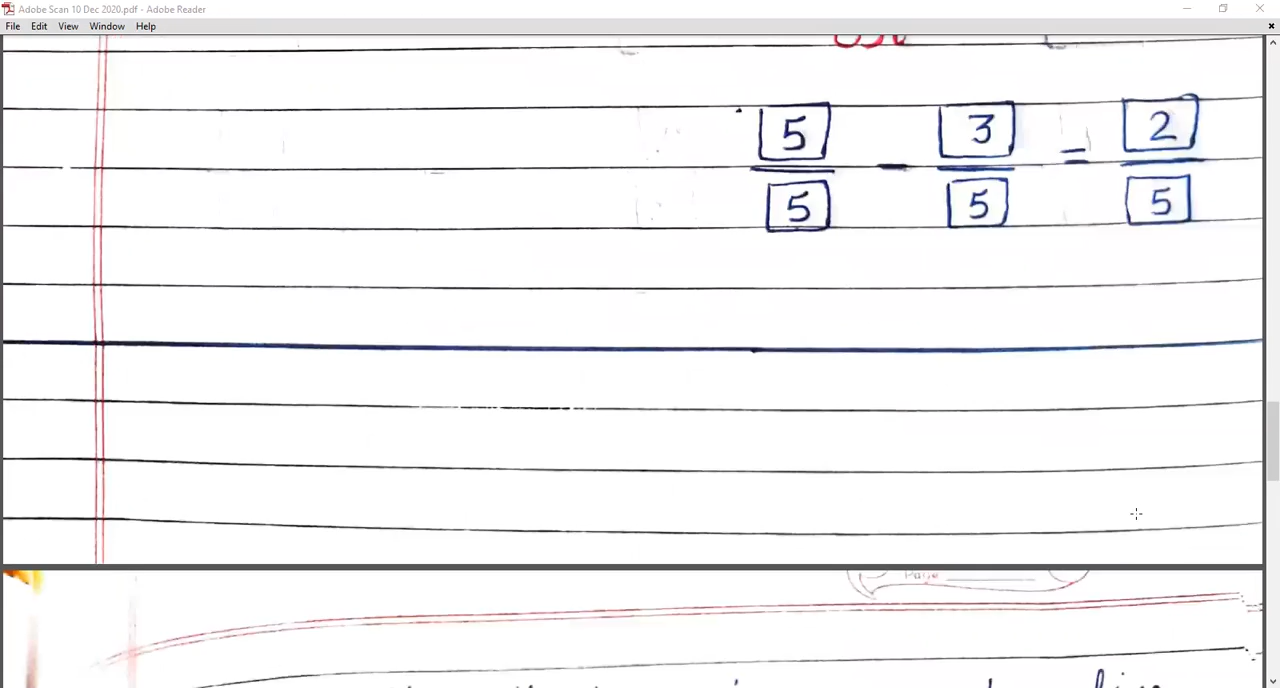 Adobe Scan 10 Dec 2020.pdf - Adobe Reader
File Edit View Window Help
5/5 - 3/5 = 2/5
Page